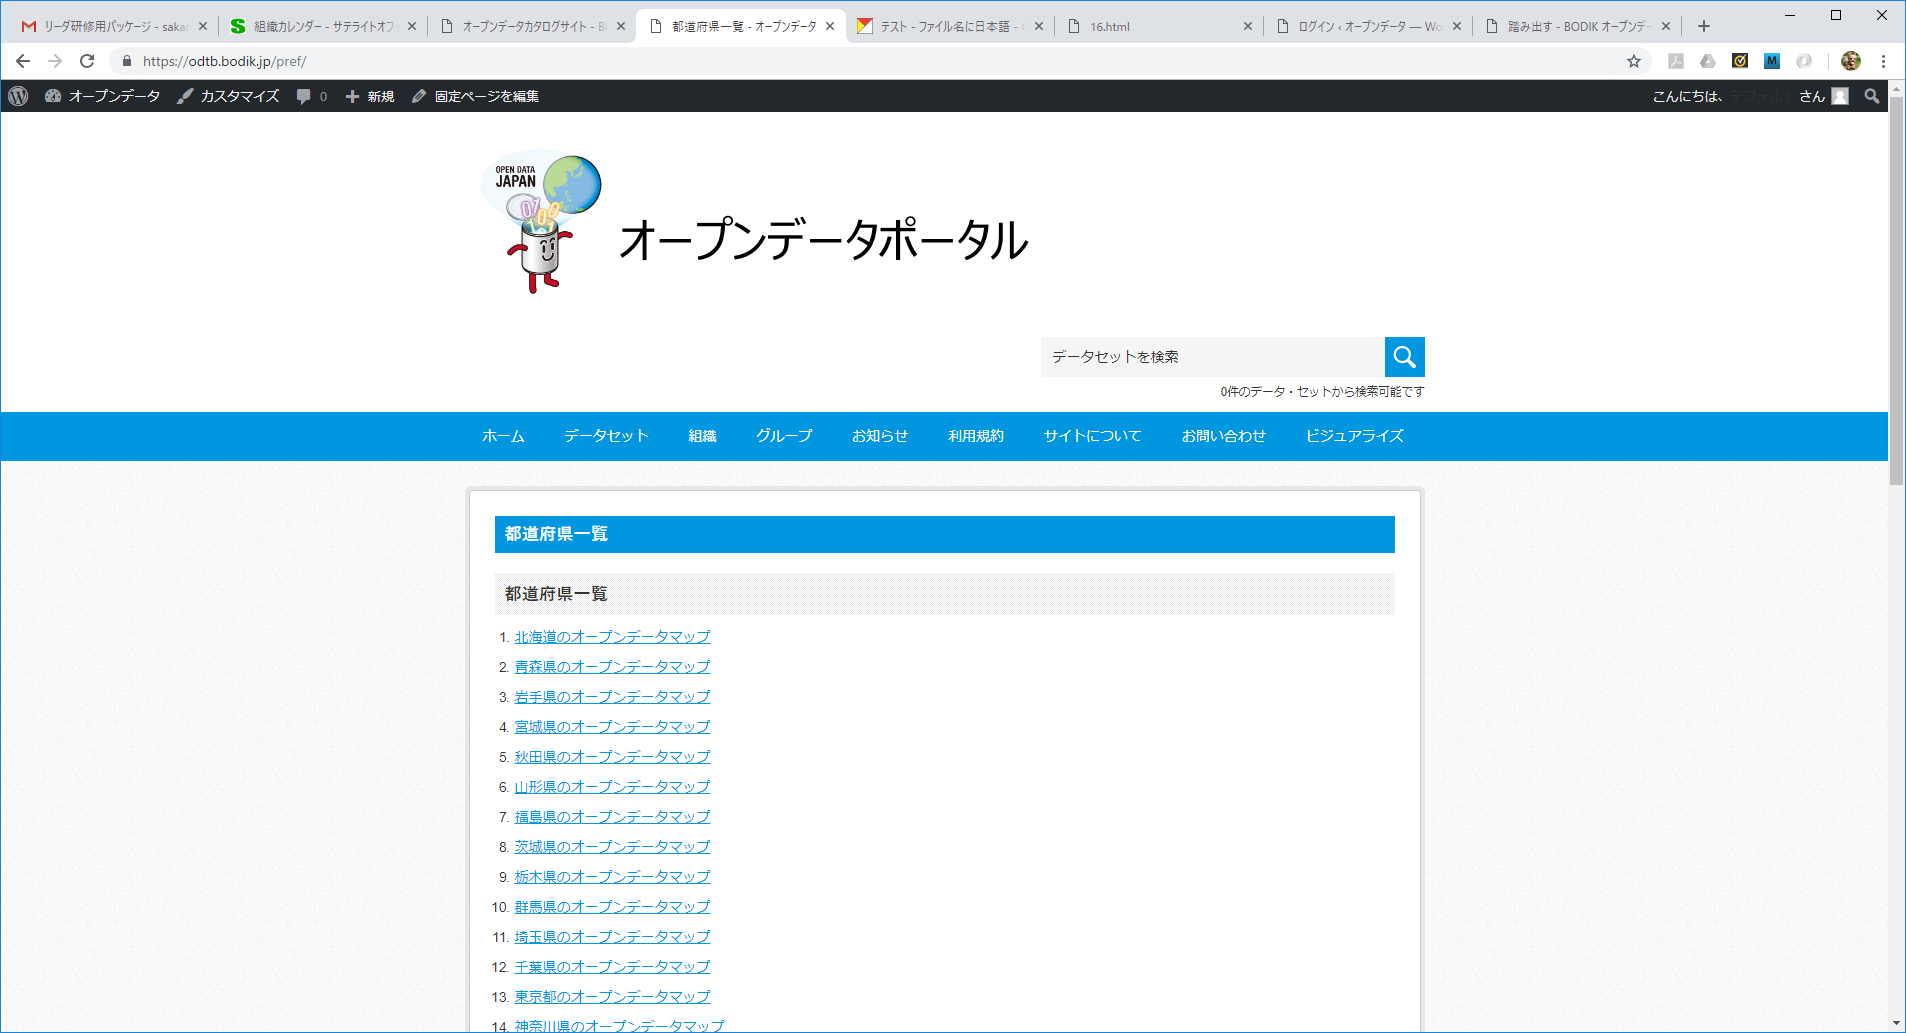 リーダ研修用パッケージ - saka
組織カレンダー - サテライトオフ
オープンデータカタログサイト - B
都道府県一覧 - オープンデータ
テスト - ファイル名に日本語 -
16.html
ログイン ‹ オープンデータ — Wo
踏み出す - BODIK オープンデー
https://odtb.bodik.jp/pref/
オープンデータ カスタマイズ 0 新規 固定ページを編集 こんにちは、デフォルト さん
OPEN DATA
JAPAN
オープンデータポータル
データセットを検索
0件のデータ・セットから検索可能です
ホーム データセット 組織 グループ お知らせ 利用規約 サイトについて お問い合わせ ビジュアライズ
都道府県一覧
都道府県一覧
1. 北海道のオープンデータマップ
2. 青森県のオープンデータマップ
3. 岩手県のオープンデータマップ
4. 宮城県のオープンデータマップ
5. 秋田県のオープンデータマップ
6. 山形県のオープンデータマップ
7. 福島県のオープンデータマップ
8. 茨城県のオープンデータマップ
9. 栃木県のオープンデータマップ
10. 群馬県のオープンデータマップ
11. 埼玉県のオープンデータマップ
12. 千葉県のオープンデータマップ
13. 東京都のオープンデータマップ
14. 神奈川県のオープンデータマップ